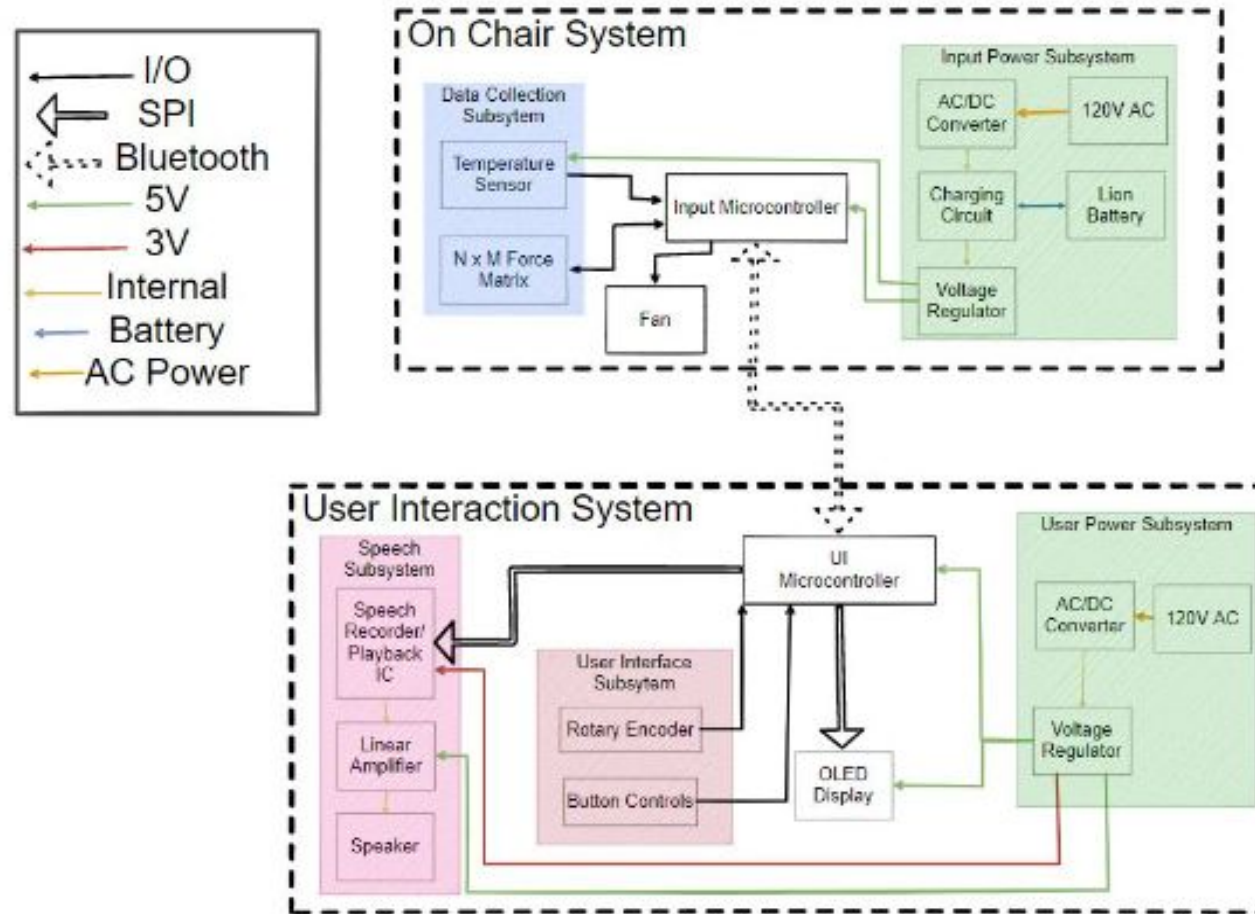 I/O
SPI
Bluetooth
5V
3V
Internal
Battery
AC Power
On Chair System
Data Collection
Subsytem
Temperature
Sensor
N x M Force
Matrix
Input Microcontroller
Fan
Input Power Subsystem
AC/DC
Converter
120V AC
Charging
Circuit
Lion
Battery
Voltage
Regulator
User Interaction System
Speech
Subsystem
Speech
Recorder/
Playback
IC
Linear
Amplifier
Speaker
User Interface
Subsytem
Rotary Encoder
Button Controls
UI
Microcontroller
OLED
Display
User Power Subsystem
AC/DC
Converter
120V AC
Voltage
Regulator